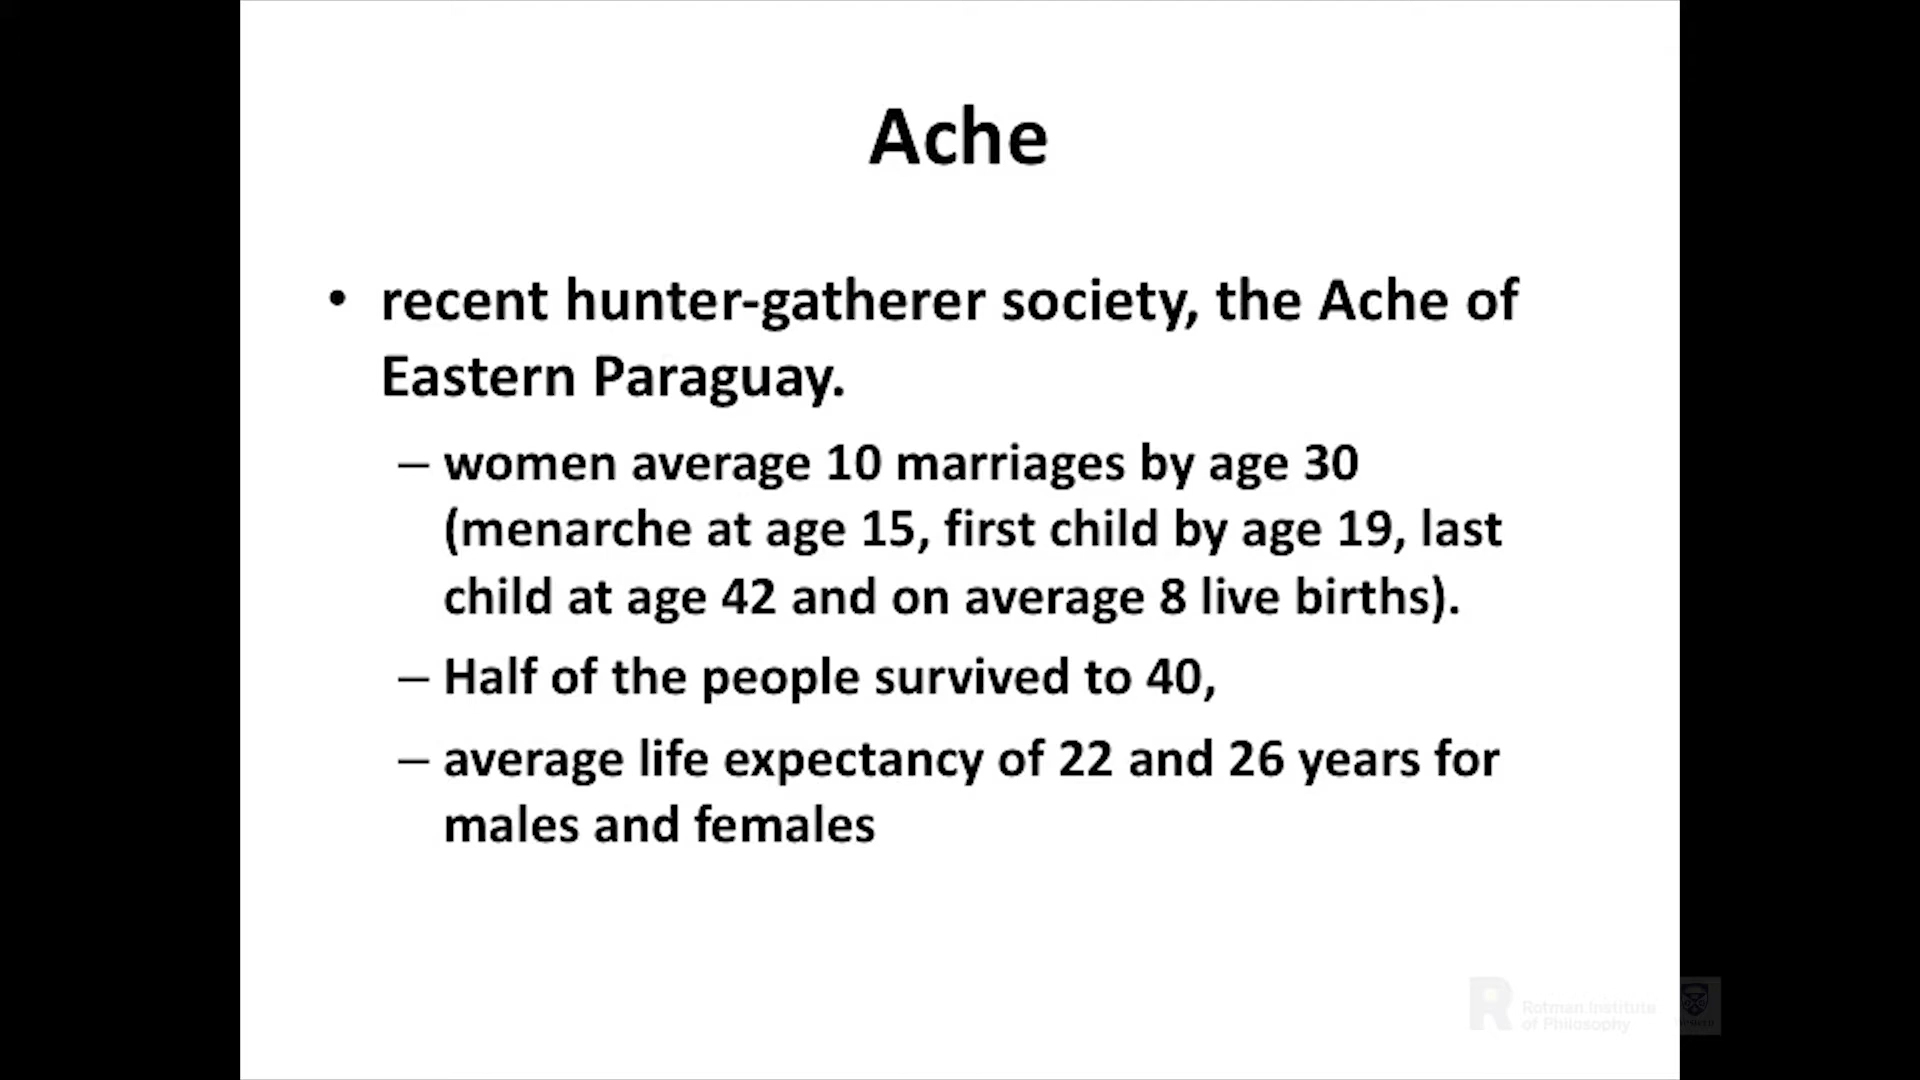 Ache
• recent hunter-gatherer society, the Ache of
Eastern Paraguay.
– women average 10 marriages by age 30
(menarche at age 15, first child by age 19, last
child at age 42 and on average 8 live births).
– Half of the people survived to 40,
– average life expectancy of 22 and 26 years for
males and females
R Rotman Institute
of Philosophy